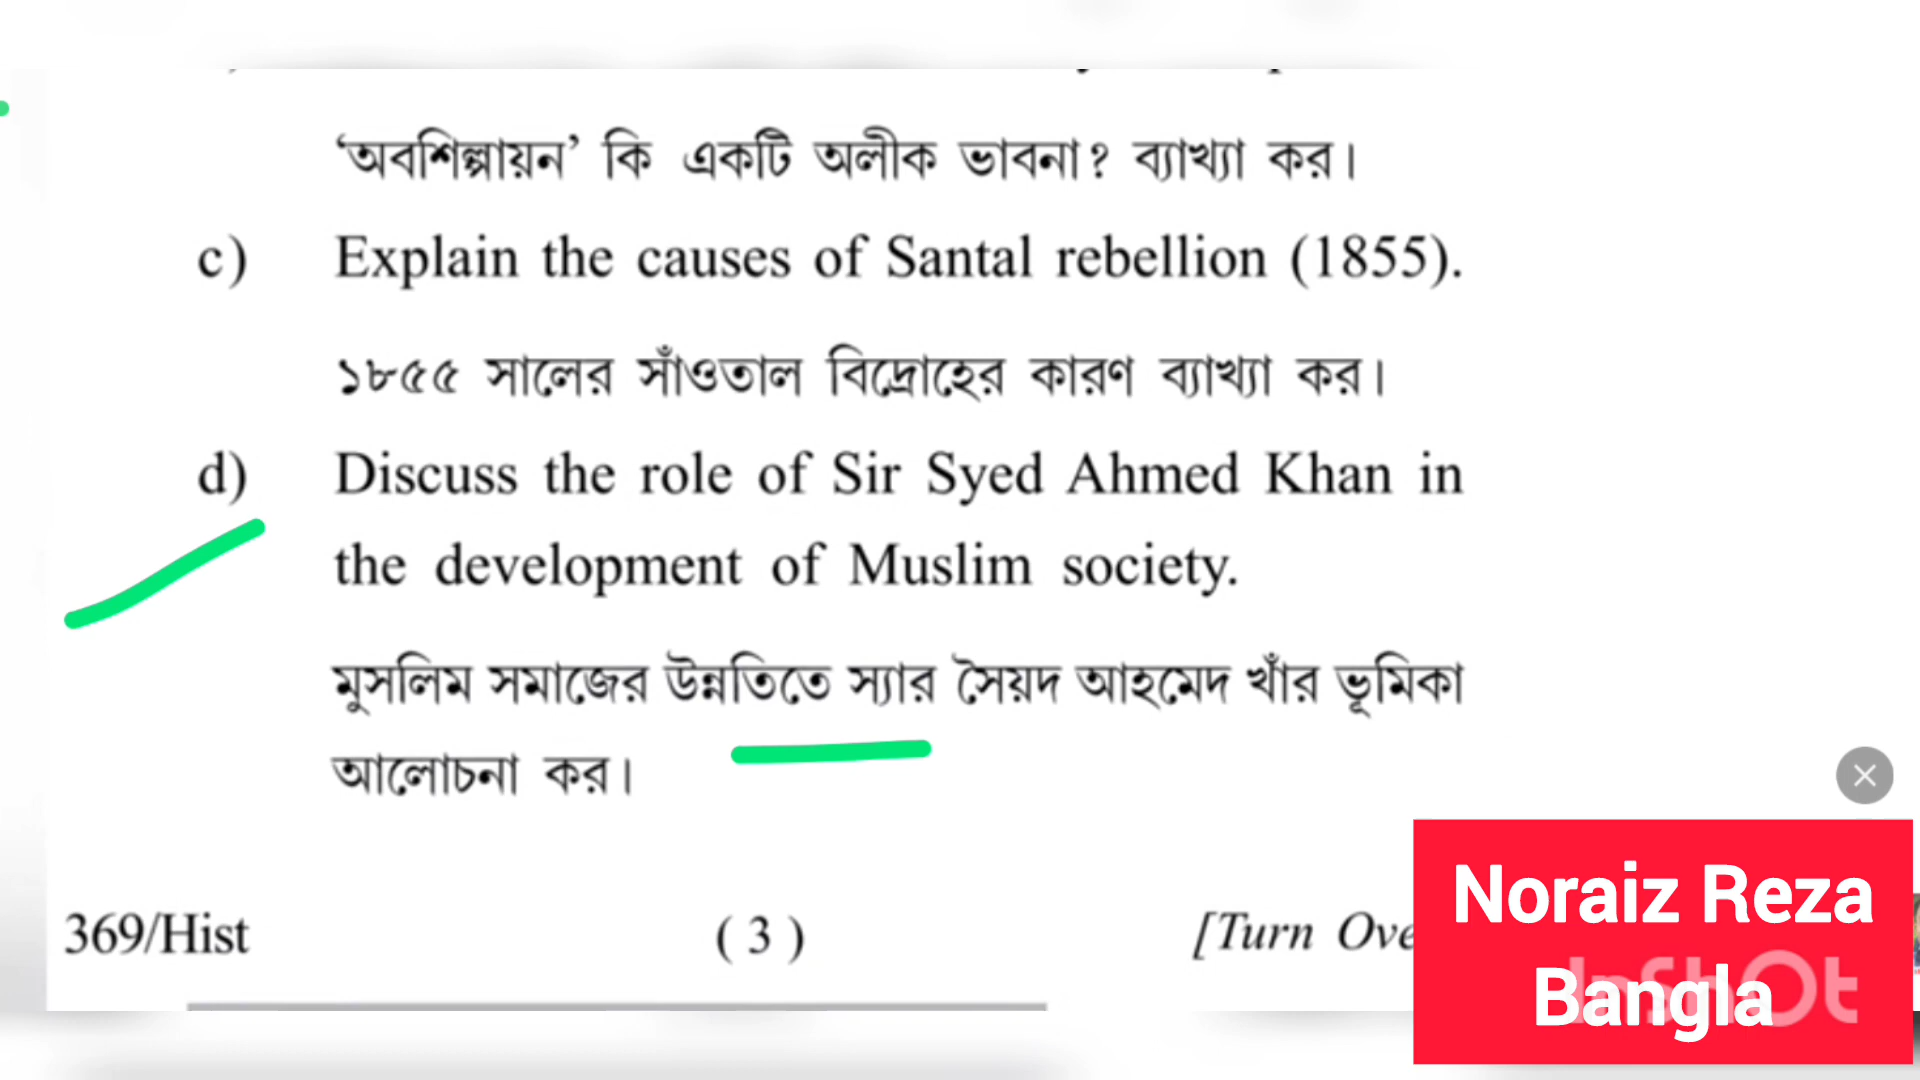 ‘অবশিল্পায়ন’ কি একটি অলীক ভাবনা? ব্যাখ্যা কর।
c) Explain the causes of Santal rebellion (1855).
১৮৫৫ সালের সাঁওতাল বিদ্রোহের কারণ ব্যাখ্যা কর।
d) Discuss the role of Sir Syed Ahmed Khan in
the development of Muslim society.
মুসলিম সমাজের উন্নতিতে স্যার সৈয়দ আহমেদ খাঁর ভূমিকা
আলোচনা কর।
369/Hist (3) [Turn Ove
Noraiz Reza
Bangla
InShOt